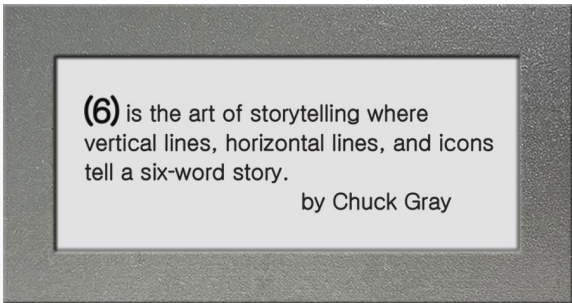 (6) is the art of storytelling where
vertical lines, horizontal lines, and icons
tell a six-word story.
by Chuck Gray